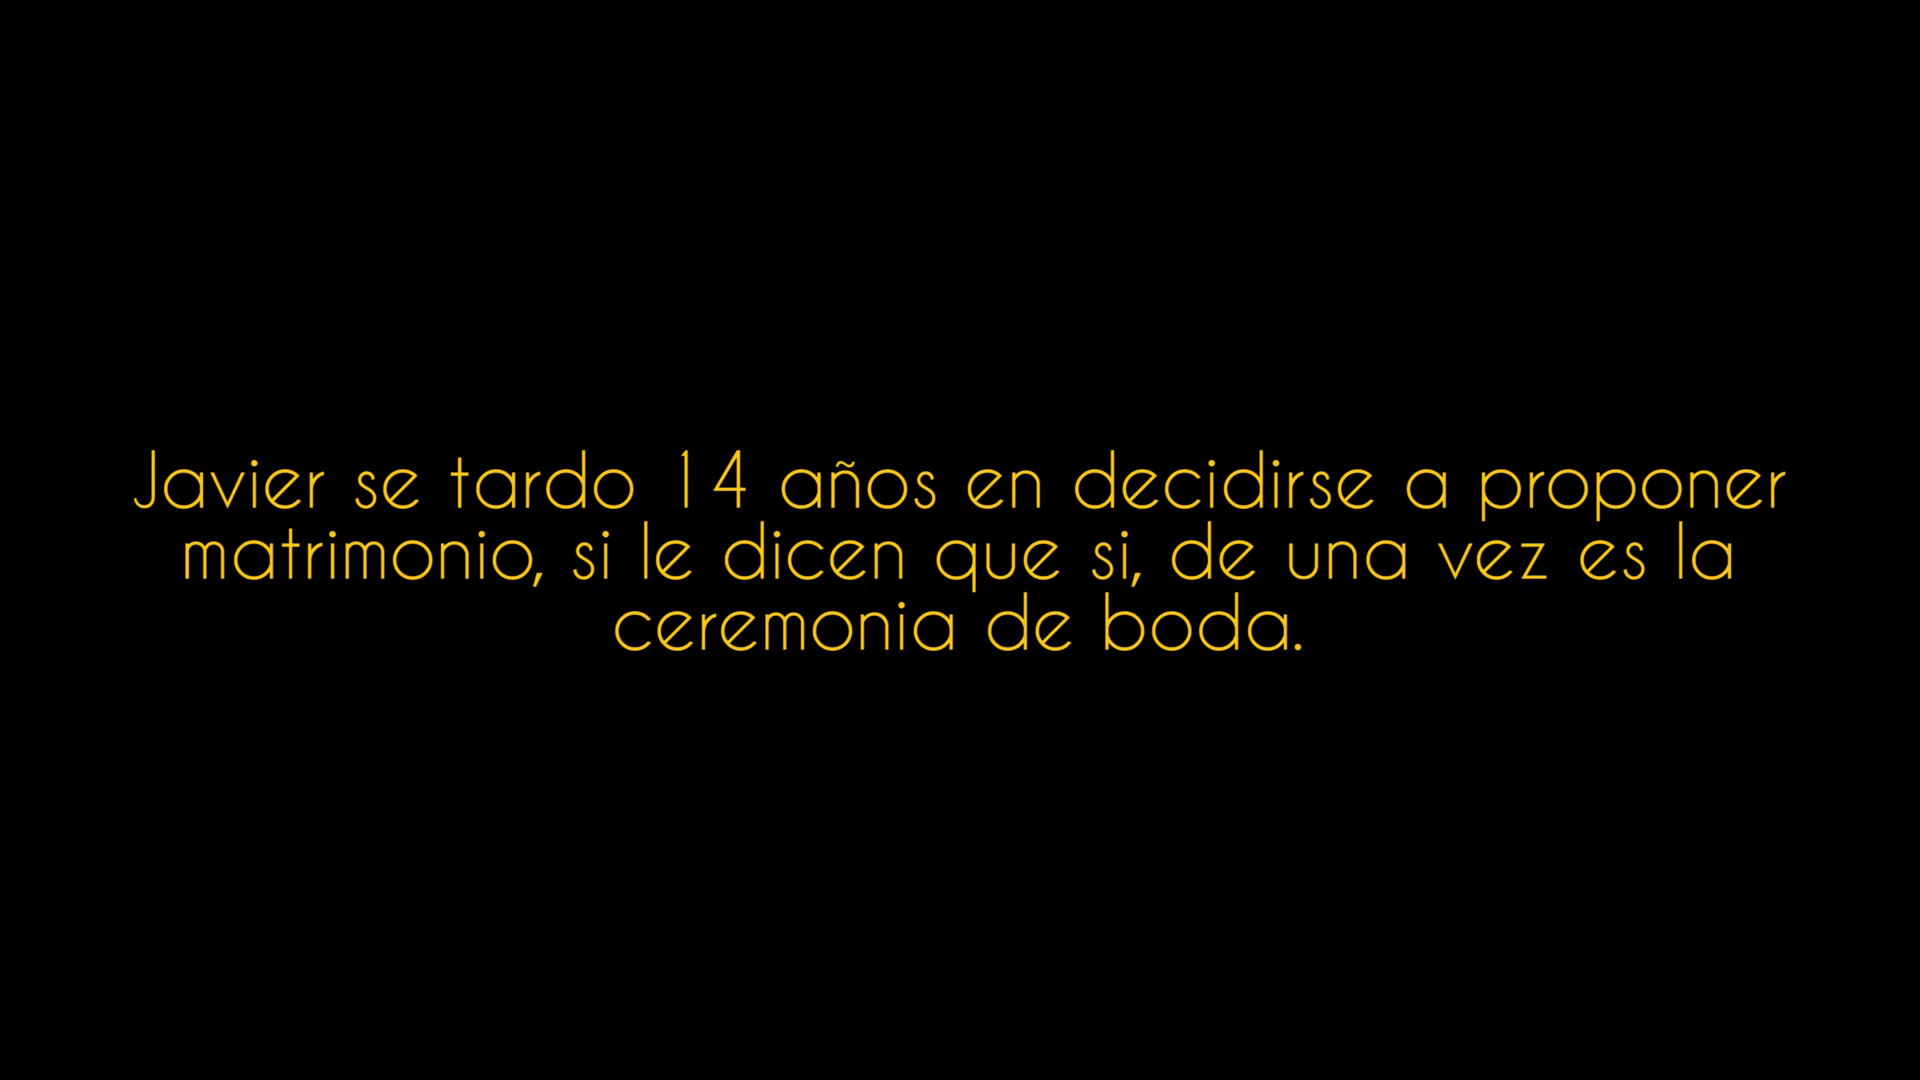 Javier se tardo 14 años en decidirse a proponer
matrimonio, si le dicen que si, de una vez es la
ceremonia de boda.